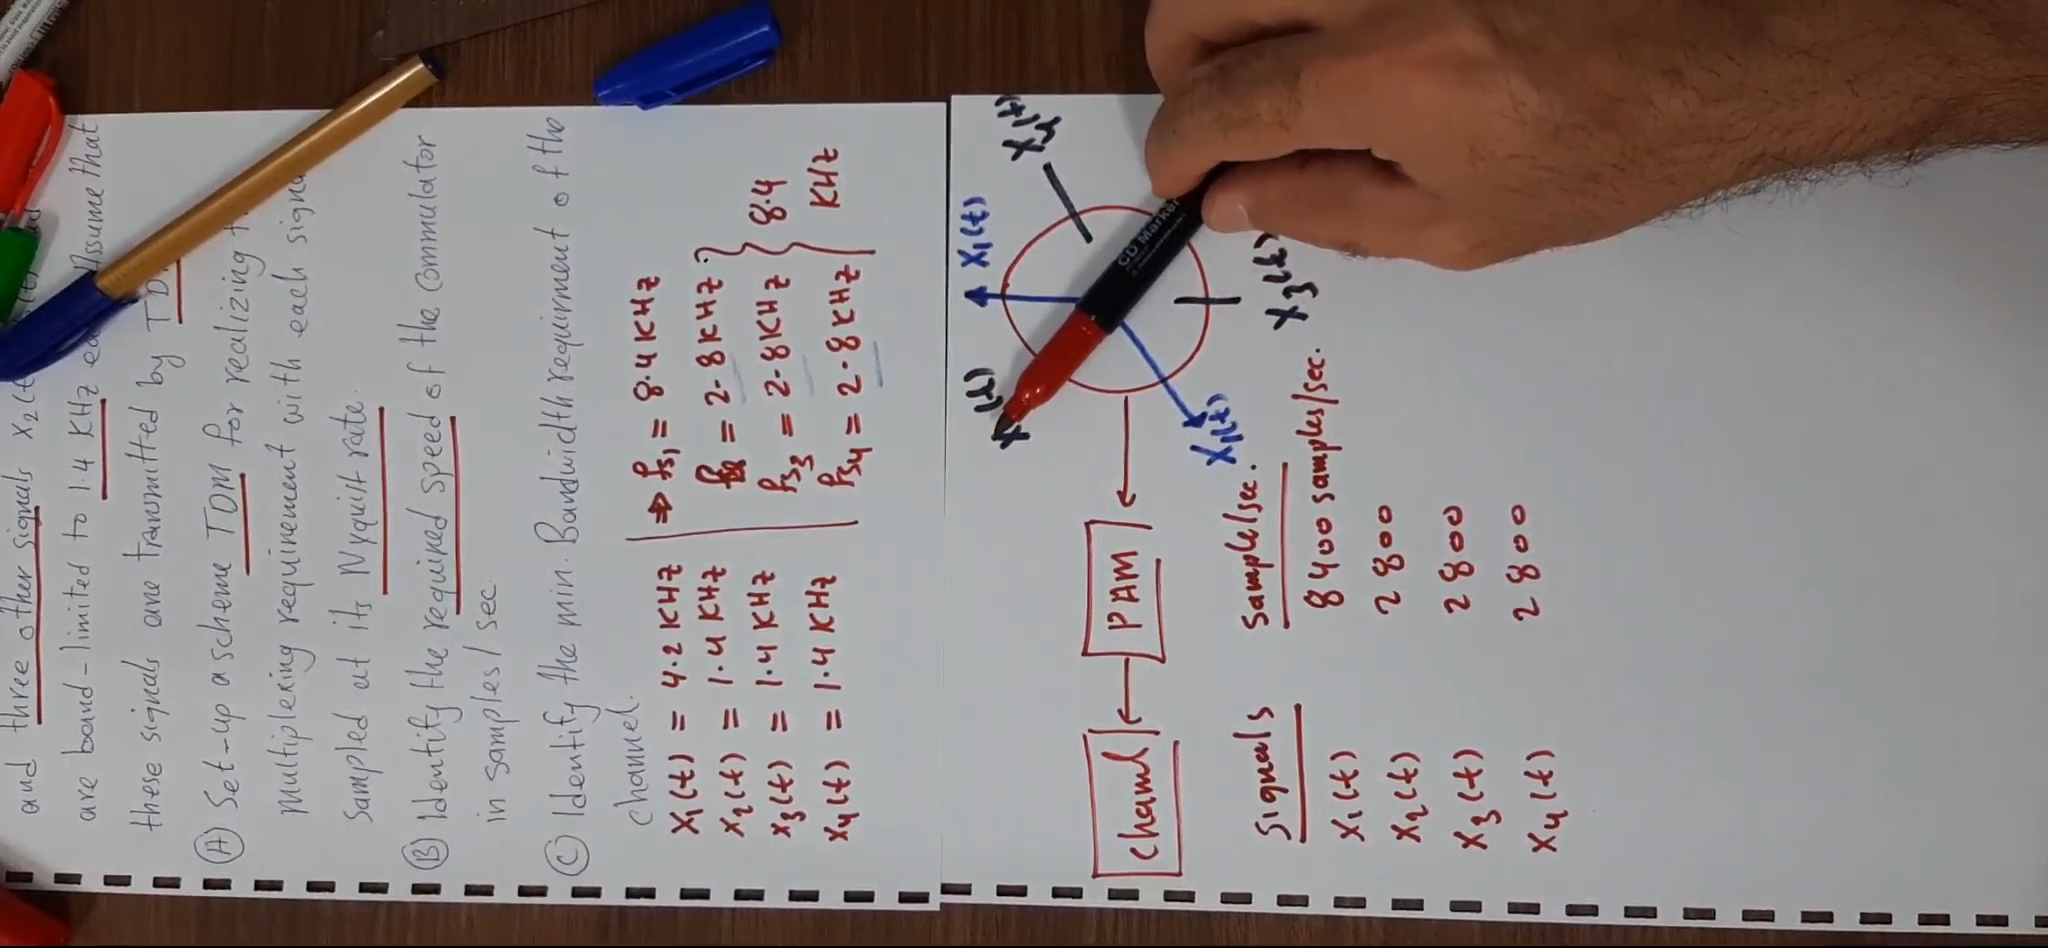 and three other signals x2(t)
are band-limited to 1.4 KHz Assume that
these signals are transmitted by TD
(A) Set-up a scheme TDM for realizing
Multiplexing requirement with each signa
Sampled at its Nyquist rate.
(B) Identify the required speed of the commulator
in samples/sec
(C) Identify the min. Bandwidth requirment of the
channel.
x1(t) = 4.2 KHz ⇒ fs1 = 8.4 KHz
x2(t) = 1.4 KHz = 2.8 KHz
x3(t) = 1.4 KHz fs3 = 2.8 KHz
x4(t) = 1.4 KHz fs4 = 2.8 KHz
8.4
KHz
x4(t)
x1(t)
x3(t)
x1(t)
CD Marker
PAM
channel
Signals Sample/sec.
x1(t) 8400 samples/sec.
x2(t) 2800
x3(t) 2800
x4(t) 2800